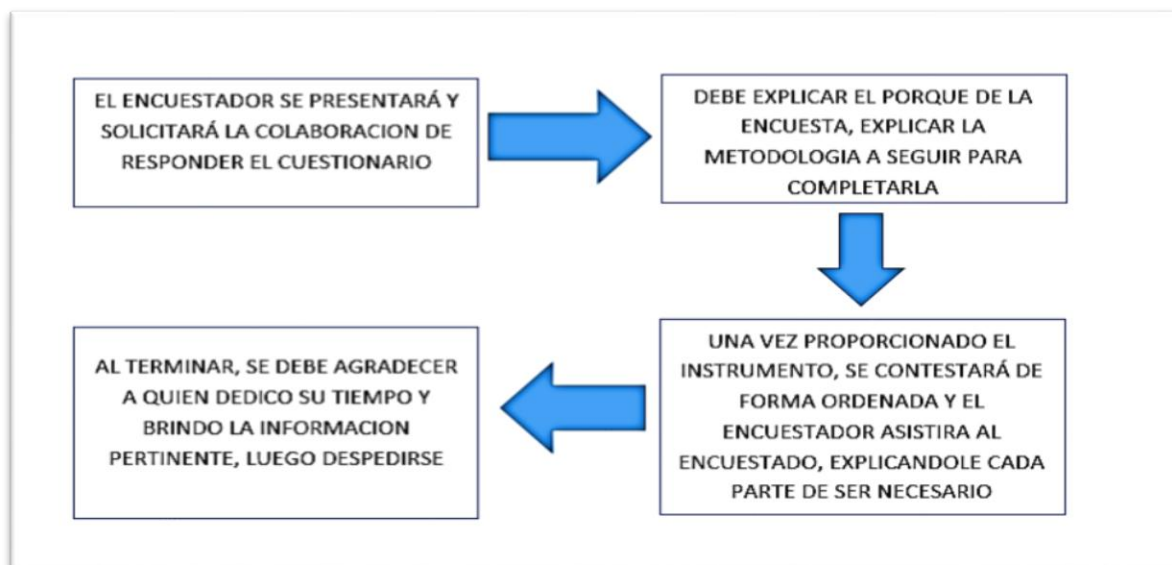 EL ENCUESTADOR SE PRESENTARÁ Y
SOLICITARÁ LA COLABORACION DE
RESPONDER EL CUESTIONARIO
DEBE EXPLICAR EL PORQUE DE LA
ENCUESTA, EXPLICAR LA
METODOLOGIA A SEGUIR PARA
COMPLETARLA
UNA VEZ PROPORCIONADO EL
INSTRUMENTO, SE CONTESTARÁ DE
FORMA ORDENADA Y EL
ENCUESTADOR ASISTIRA AL
ENCUESTADO, EXPLICANDOLE CADA
PARTE DE SER NECESARIO
AL TERMINAR, SE DEBE AGRADECER
A QUIEN DEDICO SU TIEMPO Y
BRINDO LA INFORMACION
PERTINENTE, LUEGO DESPEDIRSE